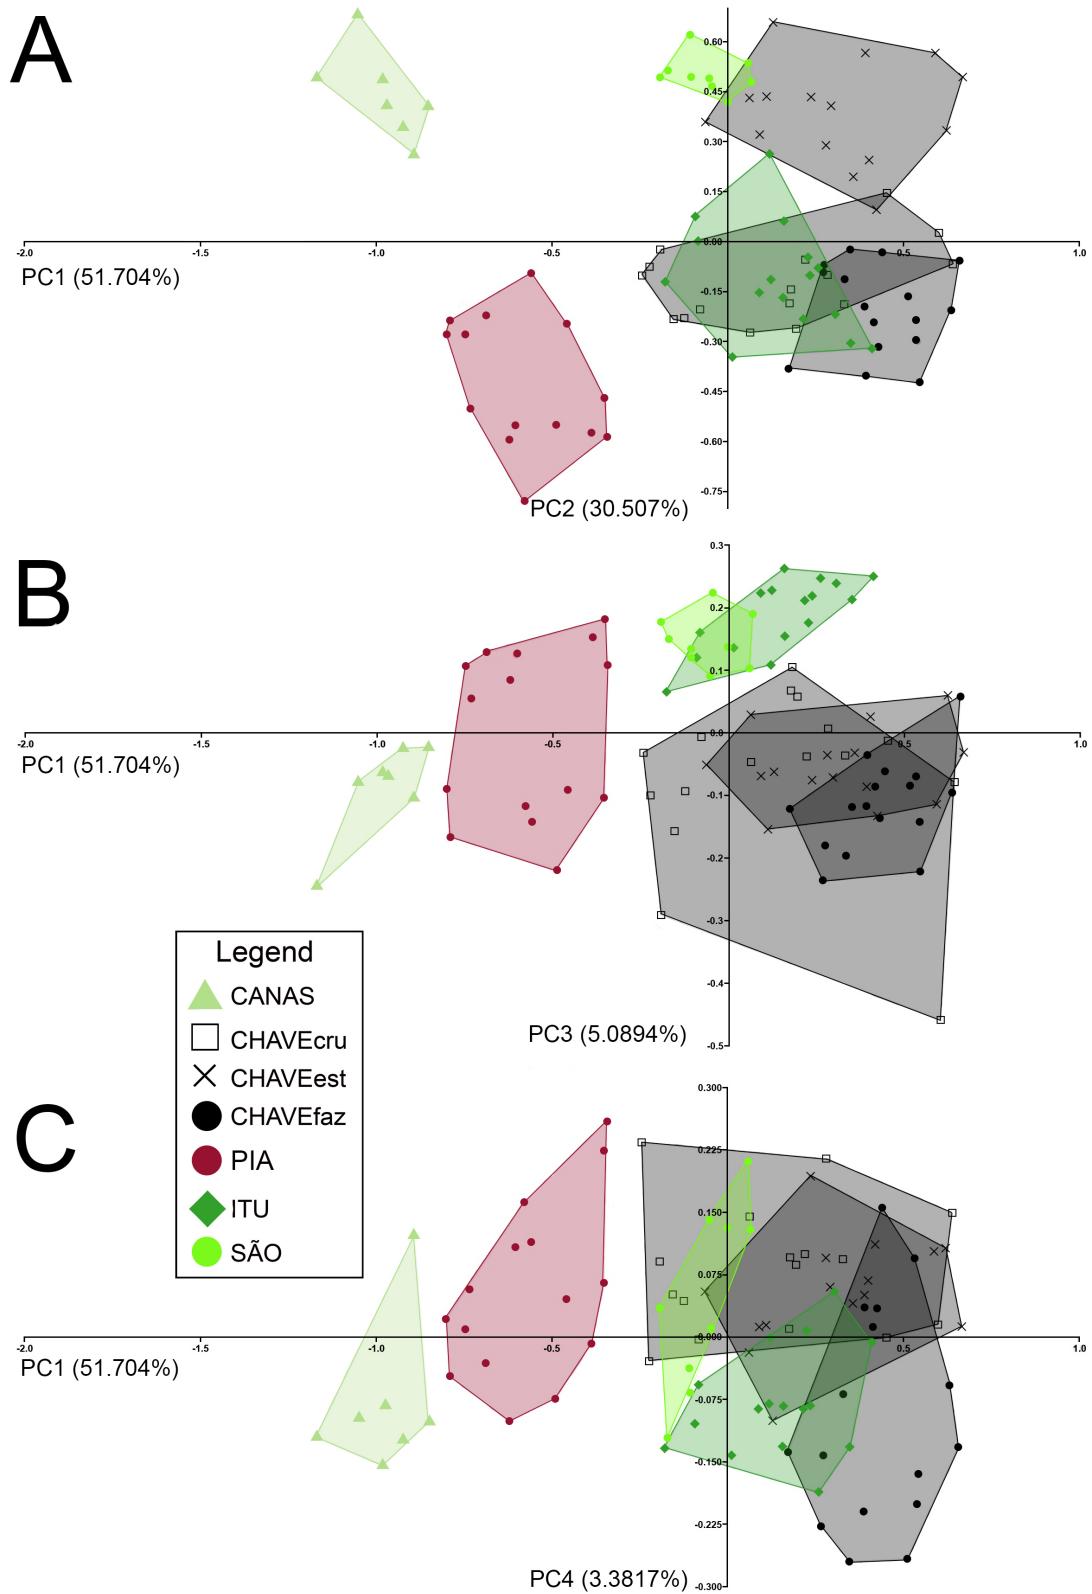 A
0.60
0.45
0.30
0.15
0.00
-2.0 -1.5 -1.0 -0.5 0.5 1.0
PC1 (51.704%)
-0.15
-0.30
-0.45
-0.60
-0.75
PC2 (30.507%)
B
0.3
0.2
0.1
0.0
-2.0 -1.5 -1.0 -0.5 0.5 1.0
PC1 (51.704%)
-0.1
-0.2
-0.3
-0.4
-0.5
PC3 (5.0894%)
Legend
CANAS
CHAVEcru
CHAVEest
CHAVEfaz
PIA
ITU
SÃO
C
0.300
0.225
0.150
0.075
0.000
-2.0 -1.5 -1.0 -0.5 0.5 1.0
PC1 (51.704%)
-0.075
-0.150
-0.225
-0.300
PC4 (3.3817%)